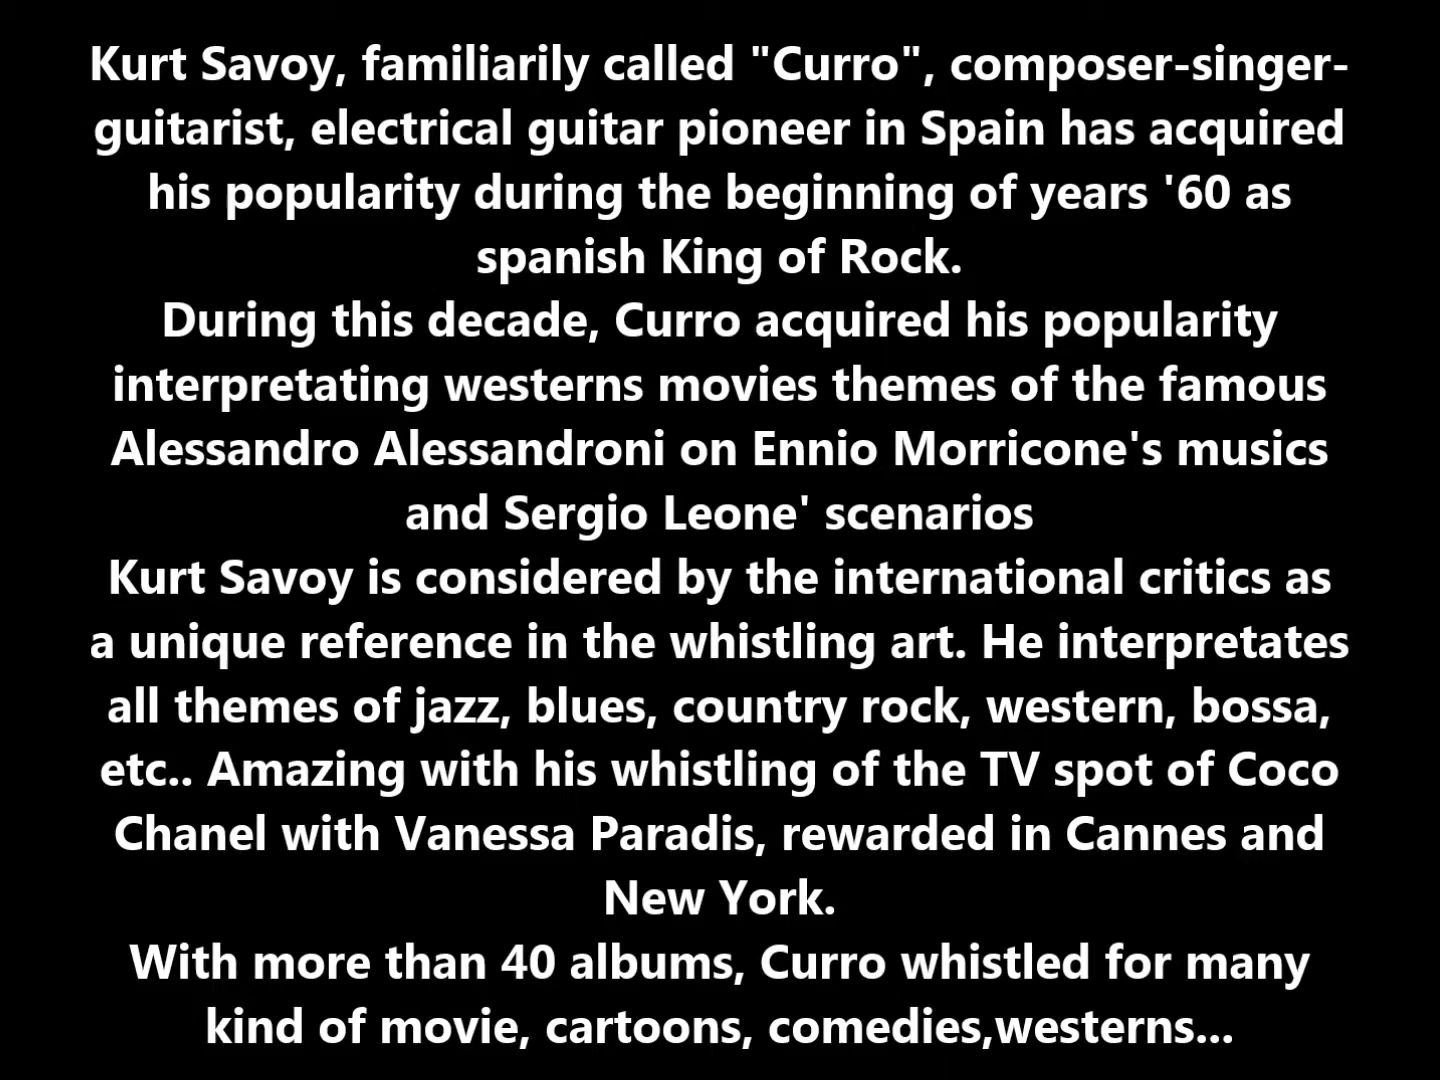 Kurt Savoy, familiarily called "Curro", composer-singer-
guitarist, electrical guitar pioneer in Spain has acquired
his popularity during the beginning of years '60 as
spanish King of Rock.
During this decade, Curro acquired his popularity
interpretating westerns movies themes of the famous
Alessandro Alessandroni on Ennio Morricone's musics
and Sergio Leone' scenarios
Kurt Savoy is considered by the international critics as
a unique reference in the whistling art. He interpretates
all themes of jazz, blues, country rock, western, bossa,
etc.. Amazing with his whistling of the TV spot of Coco
Chanel with Vanessa Paradis, rewarded in Cannes and
New York.
With more than 40 albums, Curro whistled for many
kind of movie, cartoons, comedies,westerns...